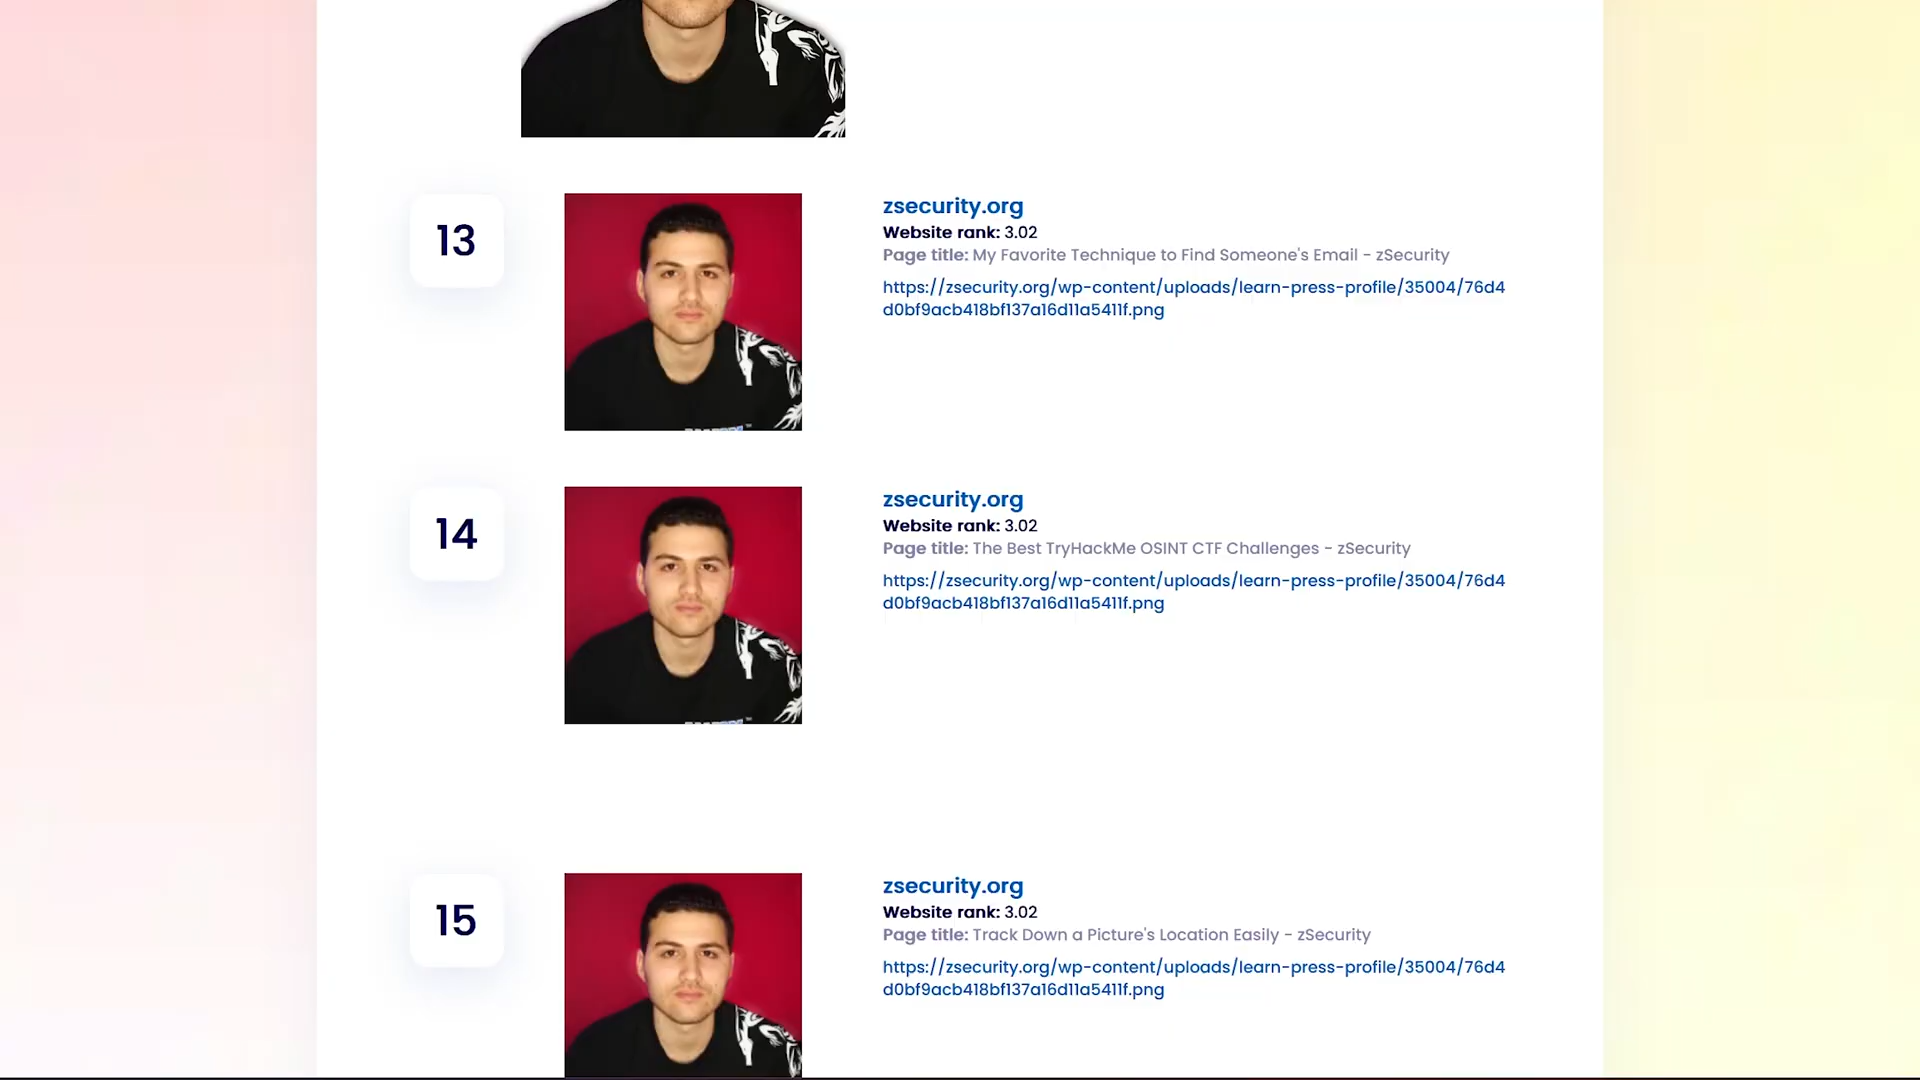 13
zsecurity.org
Website rank: 3.02
Page title: My Favorite Technique to Find Someone's Email - zSecurity
https://zsecurity.org/wp-content/uploads/learn-press-profile/35004/76d4
d0bf9acb418bf137a16d11a5411f.png
14
zsecurity.org
Website rank: 3.02
Page title: The Best TryHackMe OSINT CTF Challenges - zSecurity
https://zsecurity.org/wp-content/uploads/learn-press-profile/35004/76d4
d0bf9acb418bf137a16d11a5411f.png
15
zsecurity.org
Website rank: 3.02
Page title: Track Down a Picture's Location Easily - zSecurity
https://zsecurity.org/wp-content/uploads/learn-press-profile/35004/76d4
d0bf9acb418bf137a16d11a5411f.png